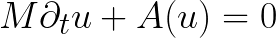 M∂ₜu + A(u) = 0